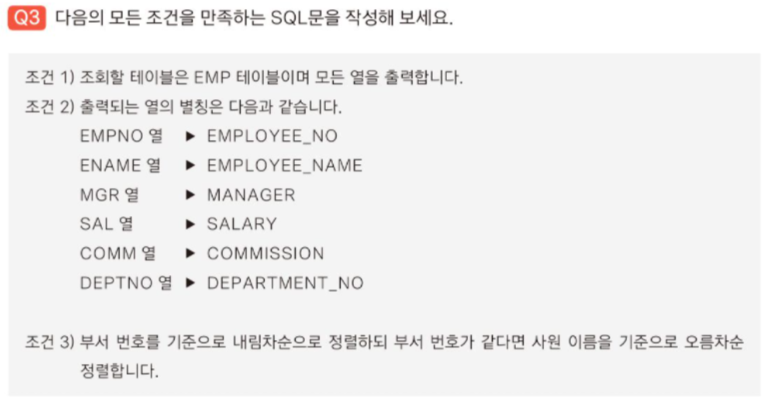 Q3 다음의 모든 조건을 만족하는 SQL문을 작성해 보세요.
조건 1) 조회할 테이블은 EMP 테이블이며 모든 열을 출력합니다.
조건 2) 출력되는 열의 별칭은 다음과 같습니다.
EMPNO 열 ▶ EMPLOYEE_NO
ENAME 열 ▶ EMPLOYEE_NAME
MGR 열 ▶ MANAGER
SAL 열 ▶ SALARY
COMM 열 ▶ COMMISSION
DEPTNO 열 ▶ DEPARTMENT_NO
조건 3) 부서 번호를 기준으로 내림차순으로 정렬하되 부서 번호가 같다면 사원 이름을 기준으로 오름차순
정렬합니다.